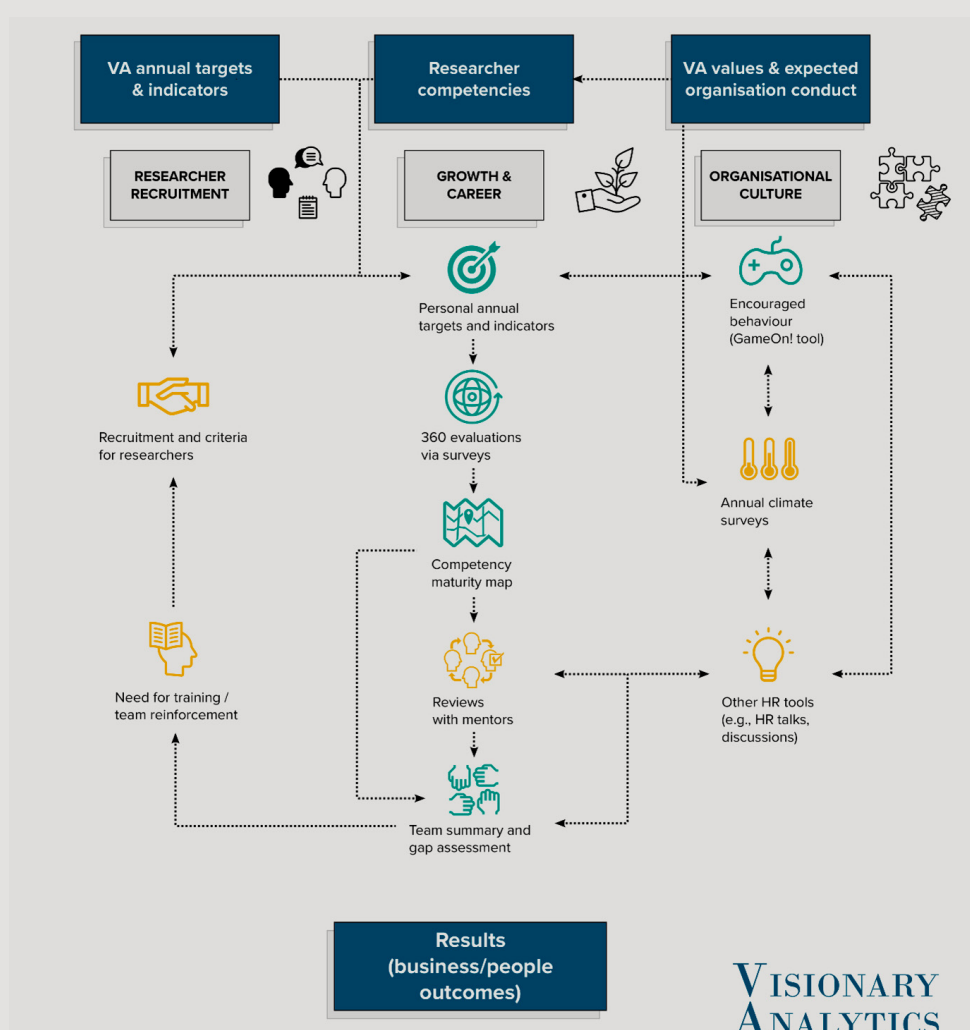 VA annual targets
& indicators
Researcher
competencies
VA values & expected
organisation conduct
RESEARCHER
RECRUITMENT
GROWTH &
CAREER
ORGANISATIONAL
CULTURE
Personal annual
targets and indicators
Encouraged
behaviour
(GameOn! tool)
Recruitment and criteria
for researchers
360 evaluations
via surveys
Annual climate
surveys
Competency
maturity map
Need for training /
team reinforcement
Reviews
with mentors
Other HR tools
(e.g., HR talks,
discussions)
Team summary and
gap assessment
Results
(business/people
outcomes)
VISIONARY
ANALYTICS